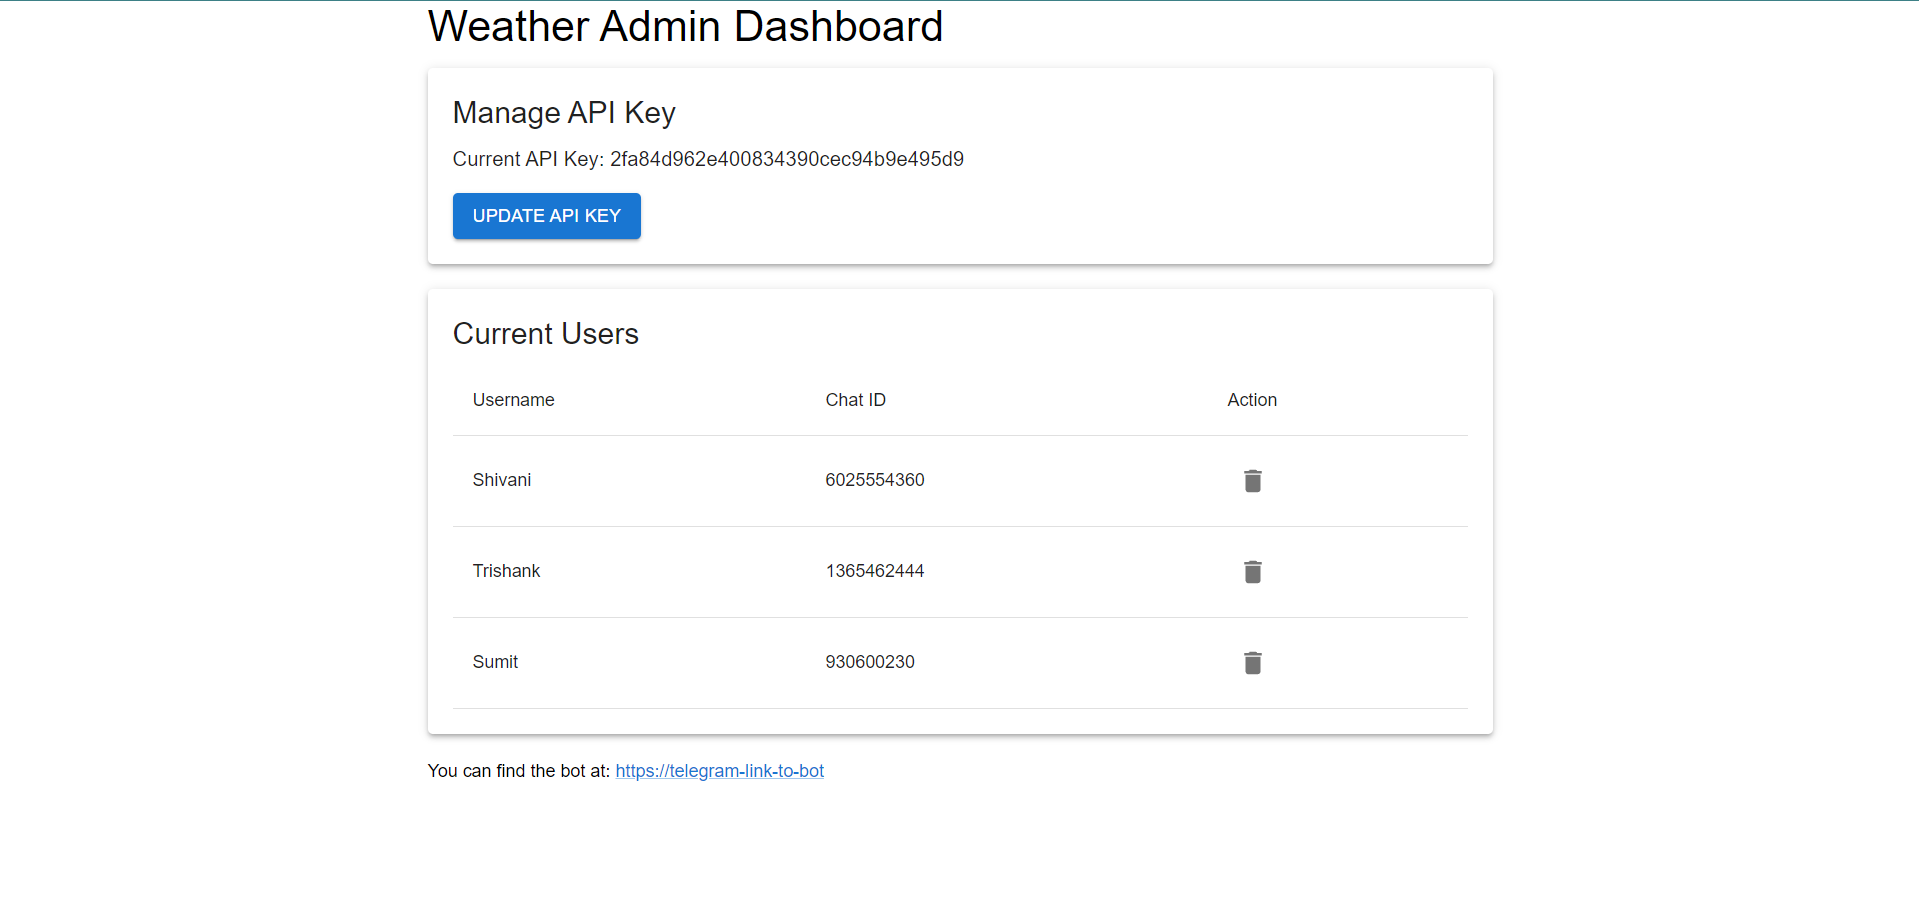 Weather Admin Dashboard
Manage API Key
Current API Key: 2fa84d962e400834390cec94b9e495d9
UPDATE API KEY
Current Users
Username Chat ID Action
Shivani 6025554360
Trishank 1365462444
Sumit 930600230
You can find the bot at: https://telegram-link-to-bot